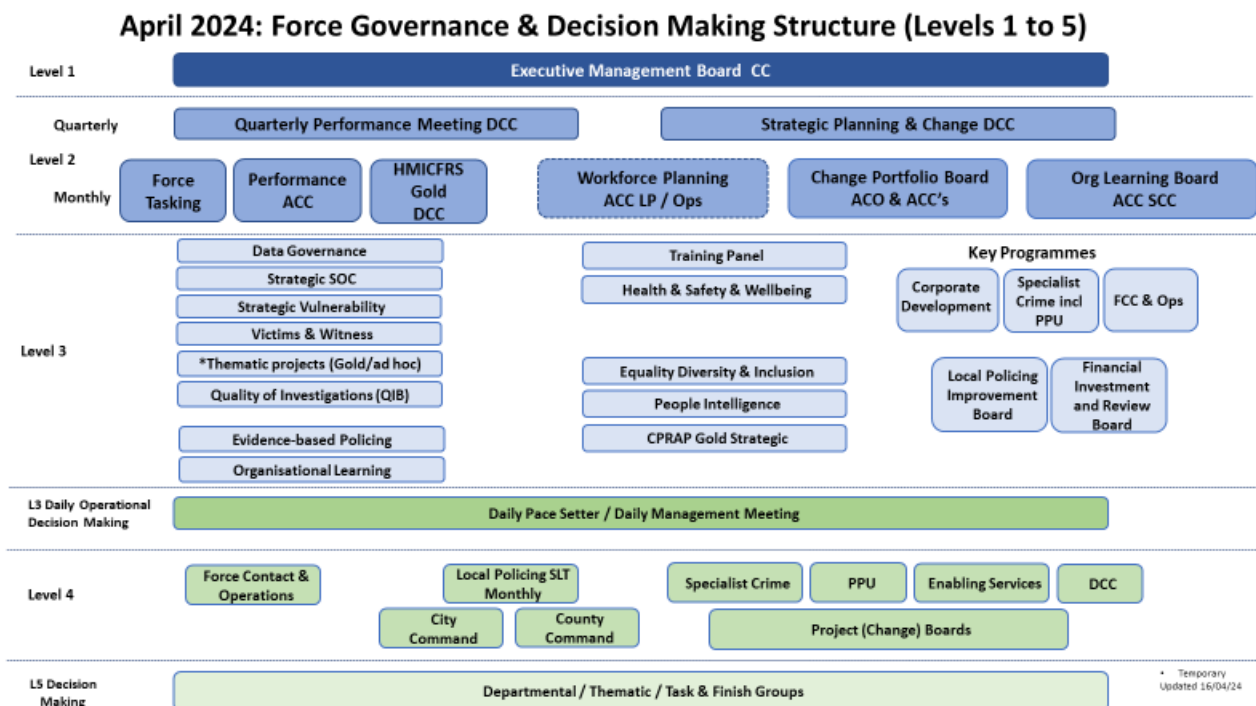 April 2024: Force Governance & Decision Making Structure (Levels 1 to 5)
Level 1
Executive Management Board CC
Quarterly
Quarterly Performance Meeting DCC
Strategic Planning & Change DCC
Level 2
Monthly
Force
Tasking
Performance
ACC
HMICFRS
Gold
DCC
Workforce Planning
ACC LP / Ops
Change Portfolio Board
ACO & ACC's
Org Learning Board
ACC SCC
Level 3
Data Governance
Strategic SOC
Strategic Vulnerability
Victims & Witness
*Thematic projects (Gold/ad hoc)
Quality of Investigations (QIB)
Evidence-based Policing
Organisational Learning
Training Panel
Health & Safety & Wellbeing
Equality Diversity & Inclusion
People Intelligence
CPRAP Gold Strategic
Key Programmes
Corporate
Development
Specialist
Crime incl
PPU
FCC & Ops
Local Policing
Improvement
Board
Financial
Investment
and Review
Board
L3 Daily Operational
Decision Making
Daily Pace Setter / Daily Management Meeting
Level 4
Force Contact &
Operations
Local Policing SLT
Monthly
City
Command
County
Command
Specialist Crime
PPU
Enabling Services
DCC
Project (Change) Boards
L5 Decision
Making
Departmental / Thematic / Task & Finish Groups
• Temporary
Updated 16/04/24